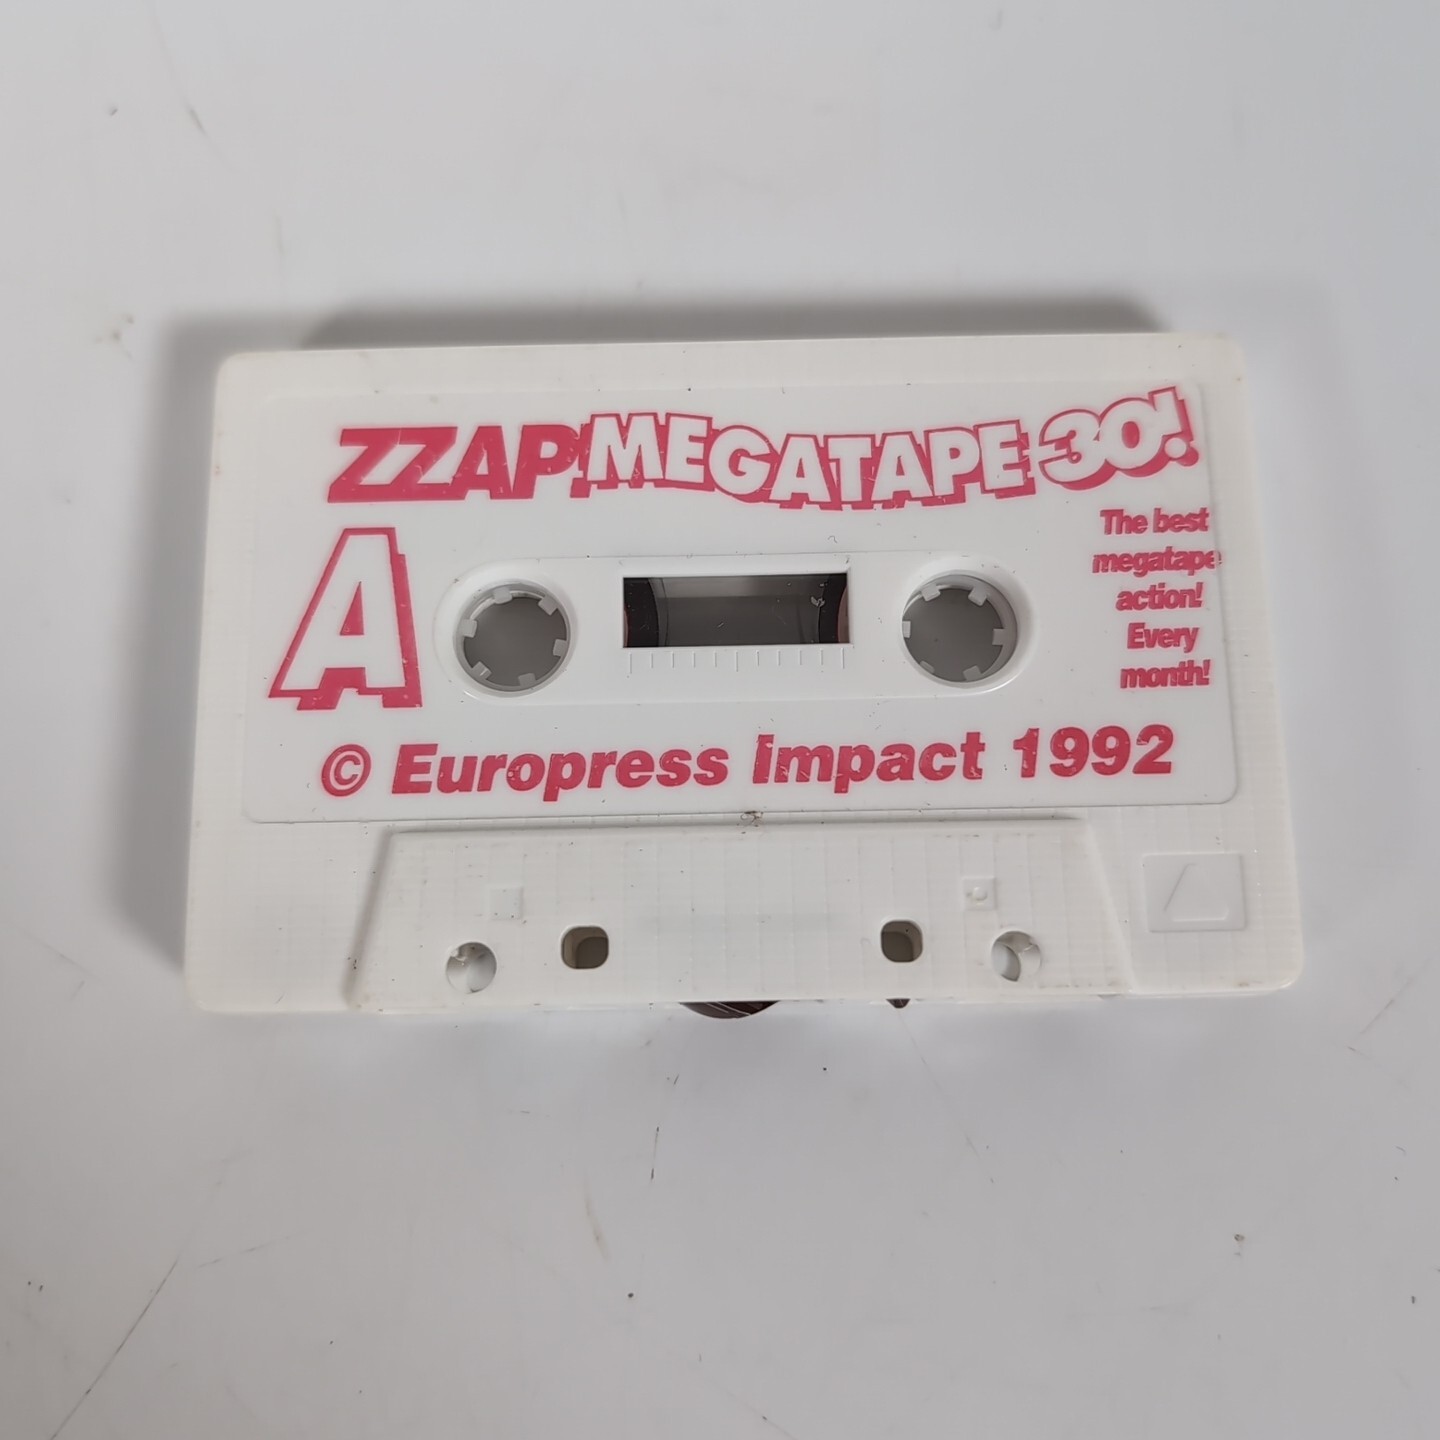 ZZAP! MEGATAPE 30!
A
The best
megatape
action!
Every
month!
© Europress Impact 1992